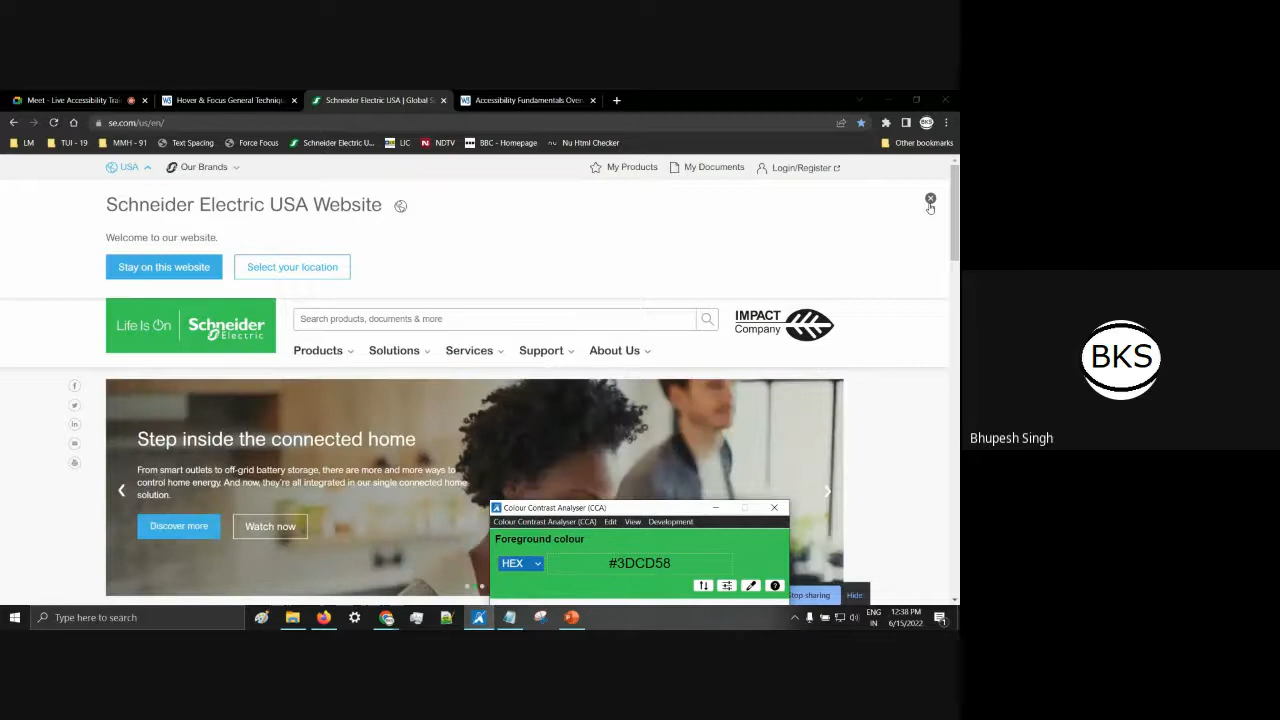 Meet - Live Accessibility Trai
Hover & Focus General Techniqu
Schneider Electric USA | Global S
Accessibility Fundamentals Over
se.com/us/en/
LM
TUI - 19
MMH - 91
Text Spacing
Force Focus
Schneider Electric U...
LIC
NDTV
BBC - Homepage
Nu Html Checker
Other bookmarks
USA
Our Brands
My Products
My Documents
Login/Register
Schneider Electric USA Website
Welcome to our website.
Stay on this website
Select your location
Life Is On
Schneider
Electric
Search products, documents & more
IMPACT
Company
Products
Solutions
Services
Support
About Us
Step inside the connected home
From smart outlets to off-grid battery storage, there are more and more ways to
control home energy. And now, they're all integrated in our single connected home
solution.
Discover more
Watch now
Colour Contrast Analyser (CCA)
Colour Contrast Analyser (CCA) Edit View Development
Foreground colour
HEX
#3DCD58
Stop sharing
Hide
Type here to search
ENG
IN
12:38 PM
6/15/2022
BKS
Bhupesh Singh